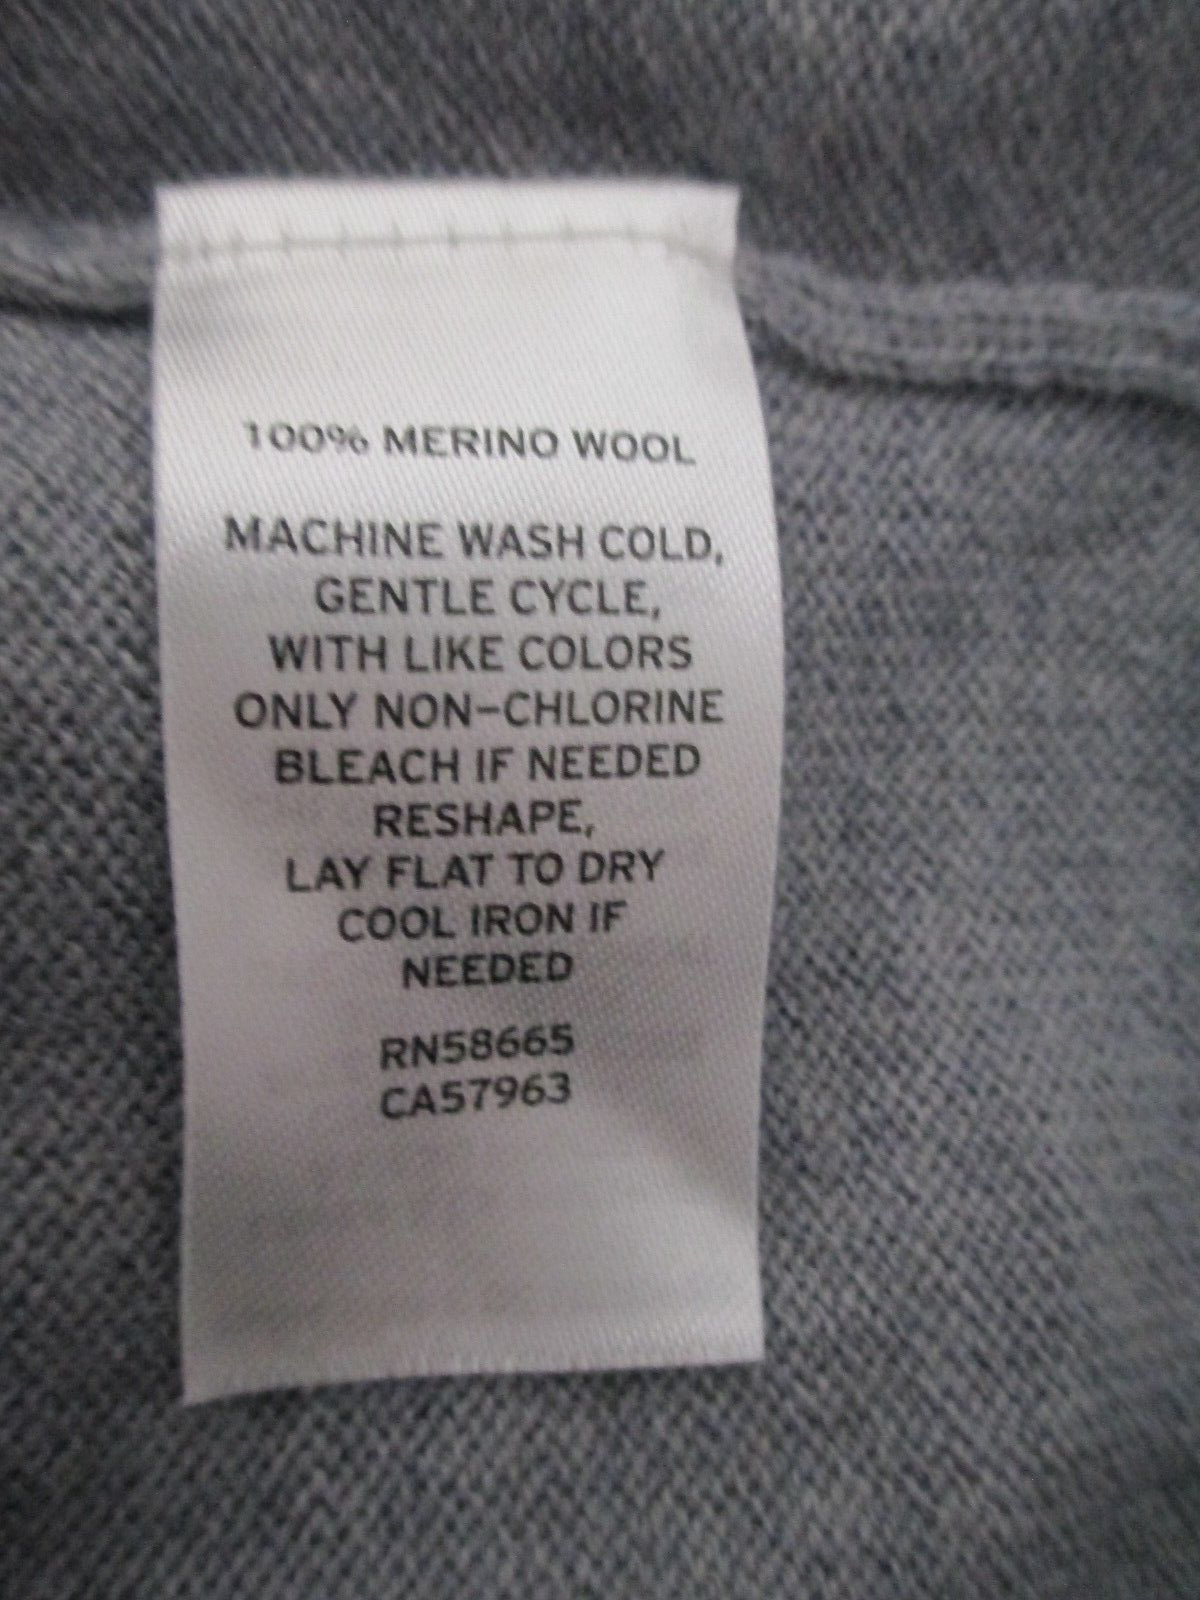 100% MERINO WOOL
MACHINE WASH COLD,
GENTLE CYCLE,
WITH LIKE COLORS
ONLY NON-CHLORINE
BLEACH IF NEEDED
RESHAPE,
LAY FLAT TO DRY
COOL IRON IF
NEEDED
RN58665
CA57963